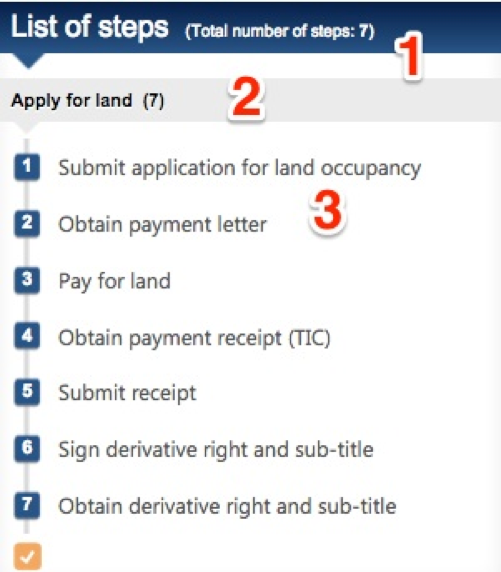 List of steps (Total number of steps: 7)
1
Apply for land (7)
2
1 Submit application for land occupancy
3
2 Obtain payment letter
3 Pay for land
4 Obtain payment receipt (TIC)
5 Submit receipt
6 Sign derivative right and sub-title
7 Obtain derivative right and sub-title